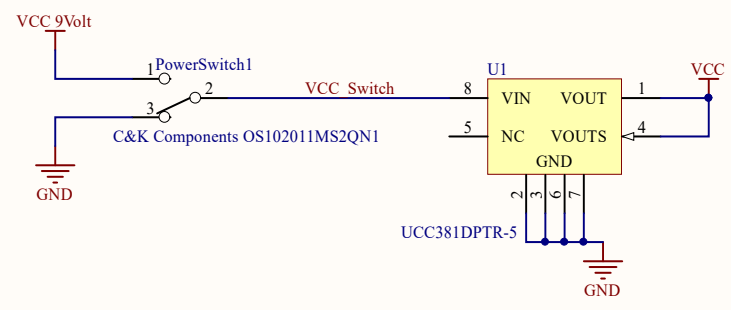 VCC 9Volt
1 PowerSwitch1
2
3
VCC Switch
C&K Components OS102011MS2QN1
GND
U1
8 VIN VOUT 1
5 NC VOUTS 4
GND
2 3 6 7
VCC
UCC381DPTR-5
GND